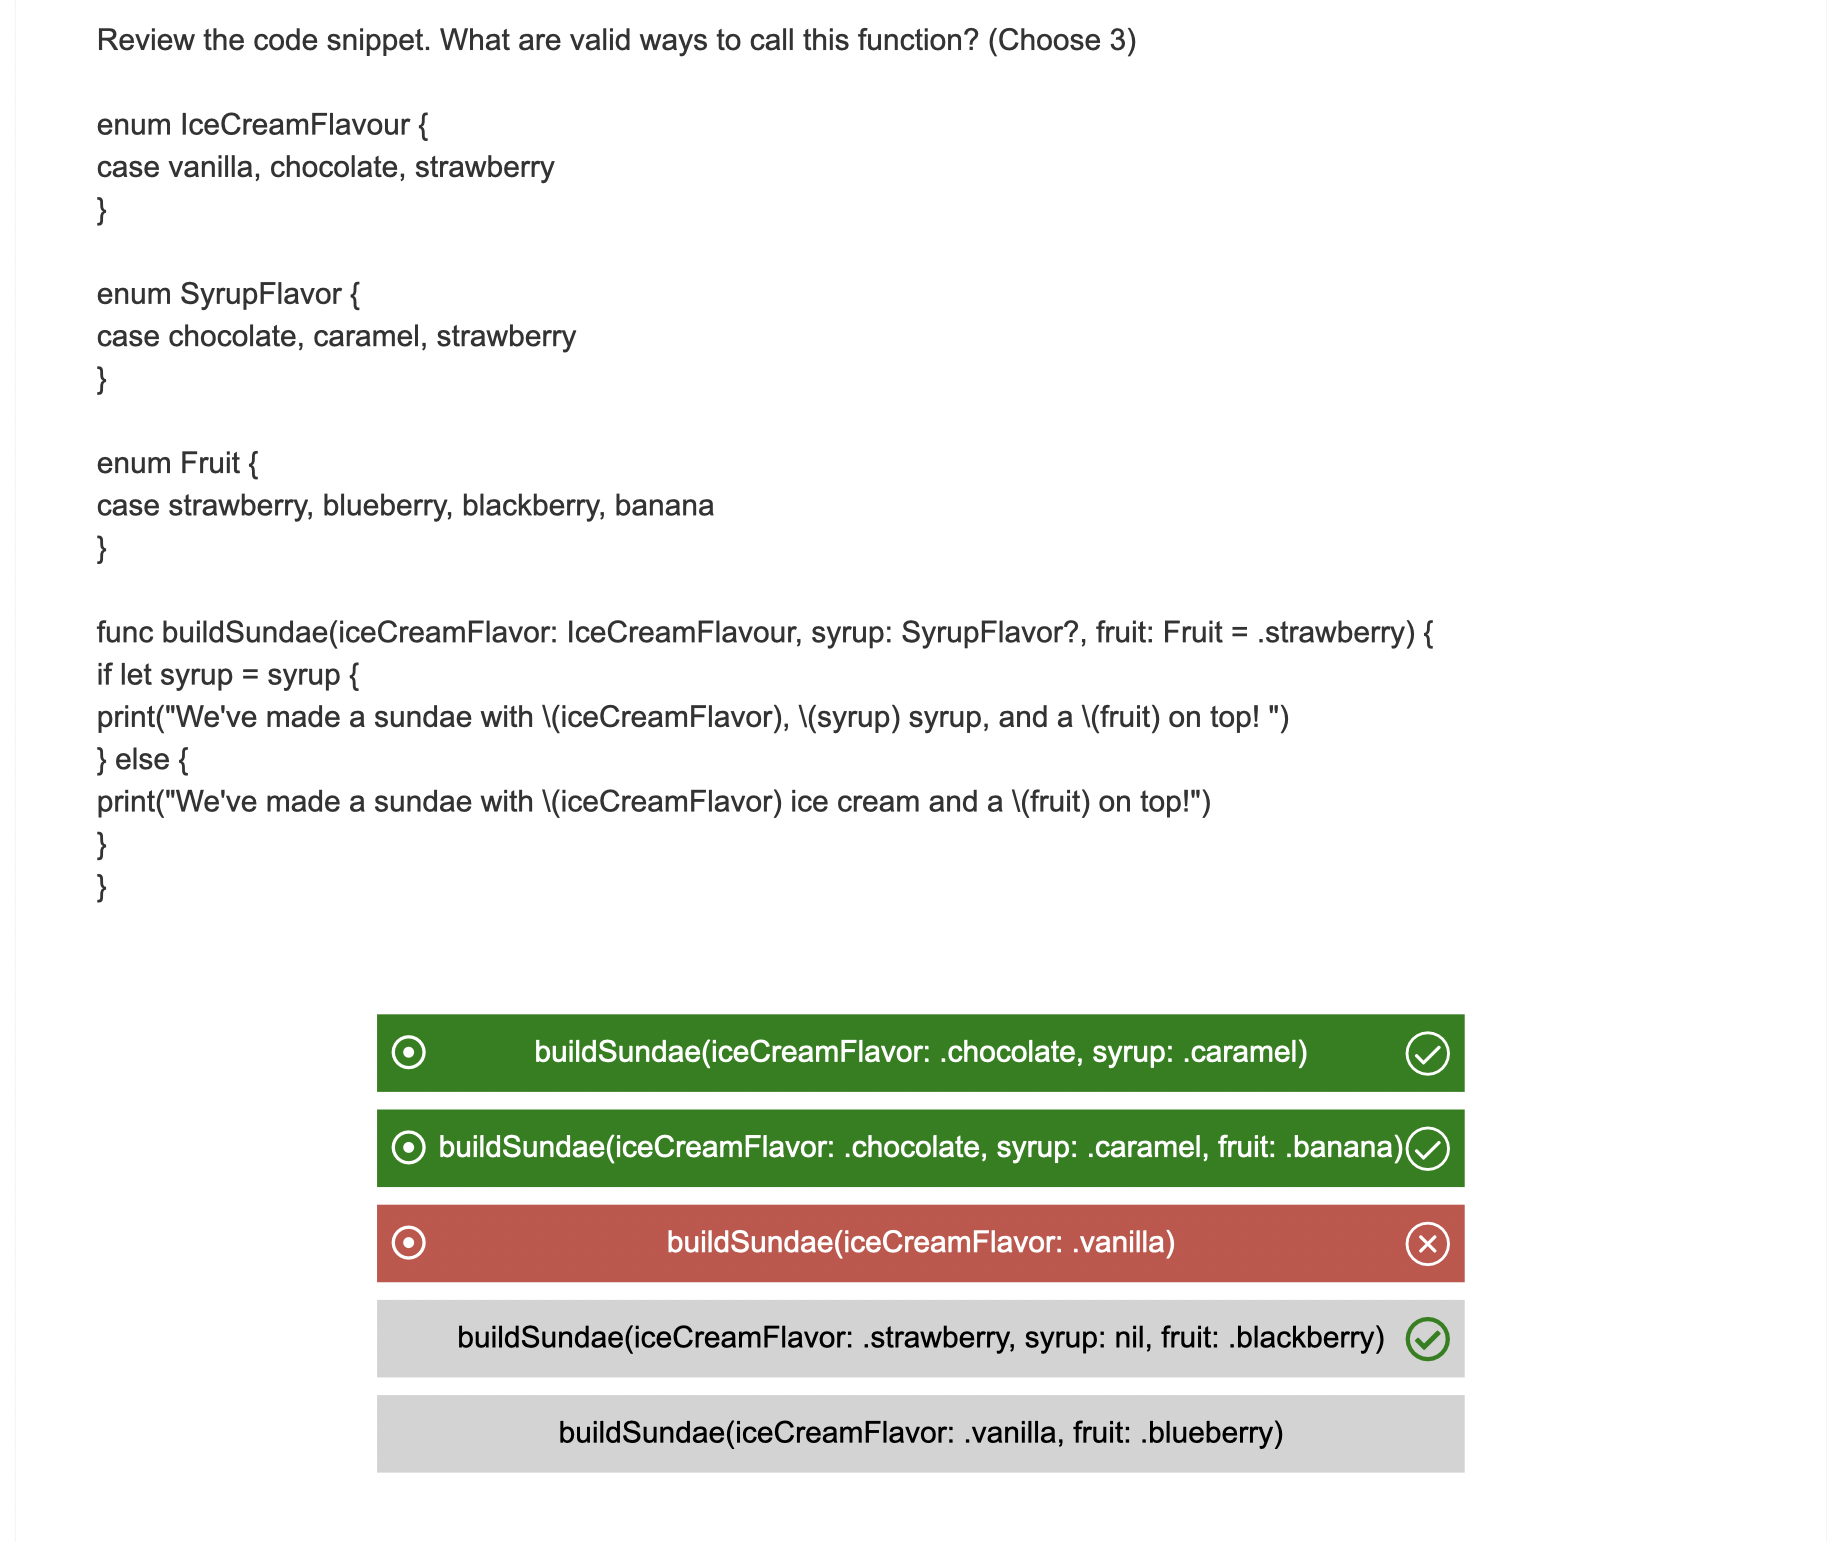 Review the code snippet. What are valid ways to call this function? (Choose 3)
enum IceCreamFlavour {
case vanilla, chocolate, strawberry
}
enum SyrupFlavor {
case chocolate, caramel, strawberry
}
enum Fruit {
case strawberry, blueberry, blackberry, banana
}
func buildSundae(iceCreamFlavor: IceCreamFlavour, syrup: SyrupFlavor?, fruit: Fruit = .strawberry) {
if let syrup = syrup {
print("We've made a sundae with \(iceCreamFlavor), \(syrup) syrup, and a \(fruit) on top! ")
} else {
print("We've made a sundae with \(iceCreamFlavor) ice cream and a \(fruit) on top!")
}
}
buildSundae(iceCreamFlavor: .chocolate, syrup: .caramel)
buildSundae(iceCreamFlavor: .chocolate, syrup: .caramel, fruit: .banana)
buildSundae(iceCreamFlavor: .vanilla)
buildSundae(iceCreamFlavor: .strawberry, syrup: nil, fruit: .blackberry)
buildSundae(iceCreamFlavor: .vanilla, fruit: .blueberry)